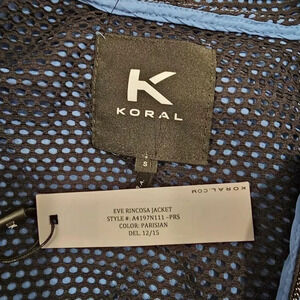 K
KORAL
S
EVE RINCOSA JACKET
STYLE #: A4197N111 -PRS
COLOR: PARISIAN
DEL. 12/15
KORAL.COM